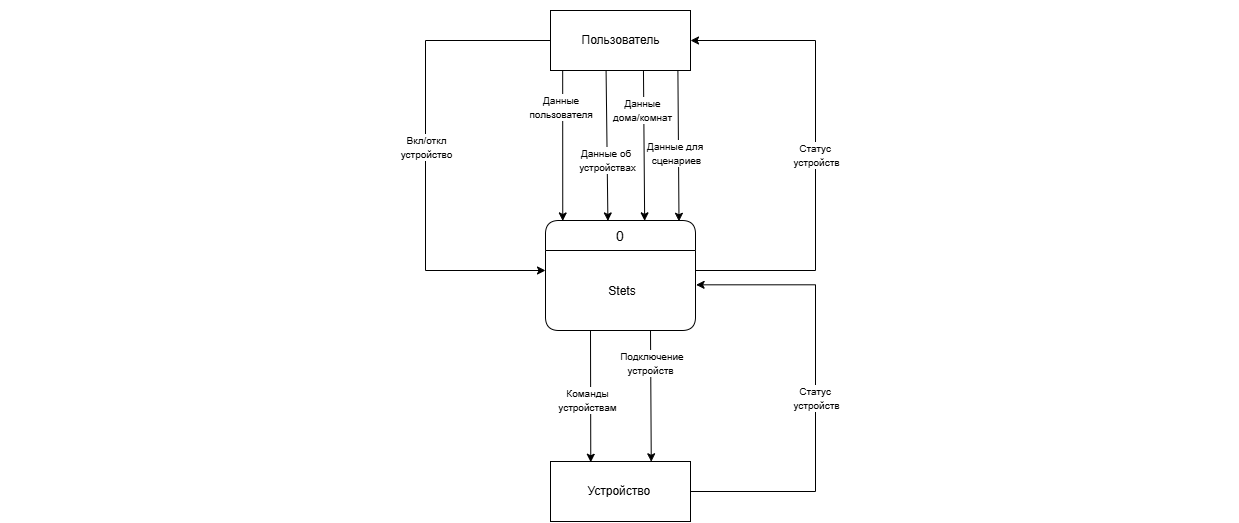 Пользователь
Данные
пользователя
Данные
дома/комнат
Вкл/откл
устройство
Данные об
устройствах
Данные для
сценариев
Статус
устройств
0
Stets
Подключение
устройств
Команды
устройствам
Статус
устройств
Устройство